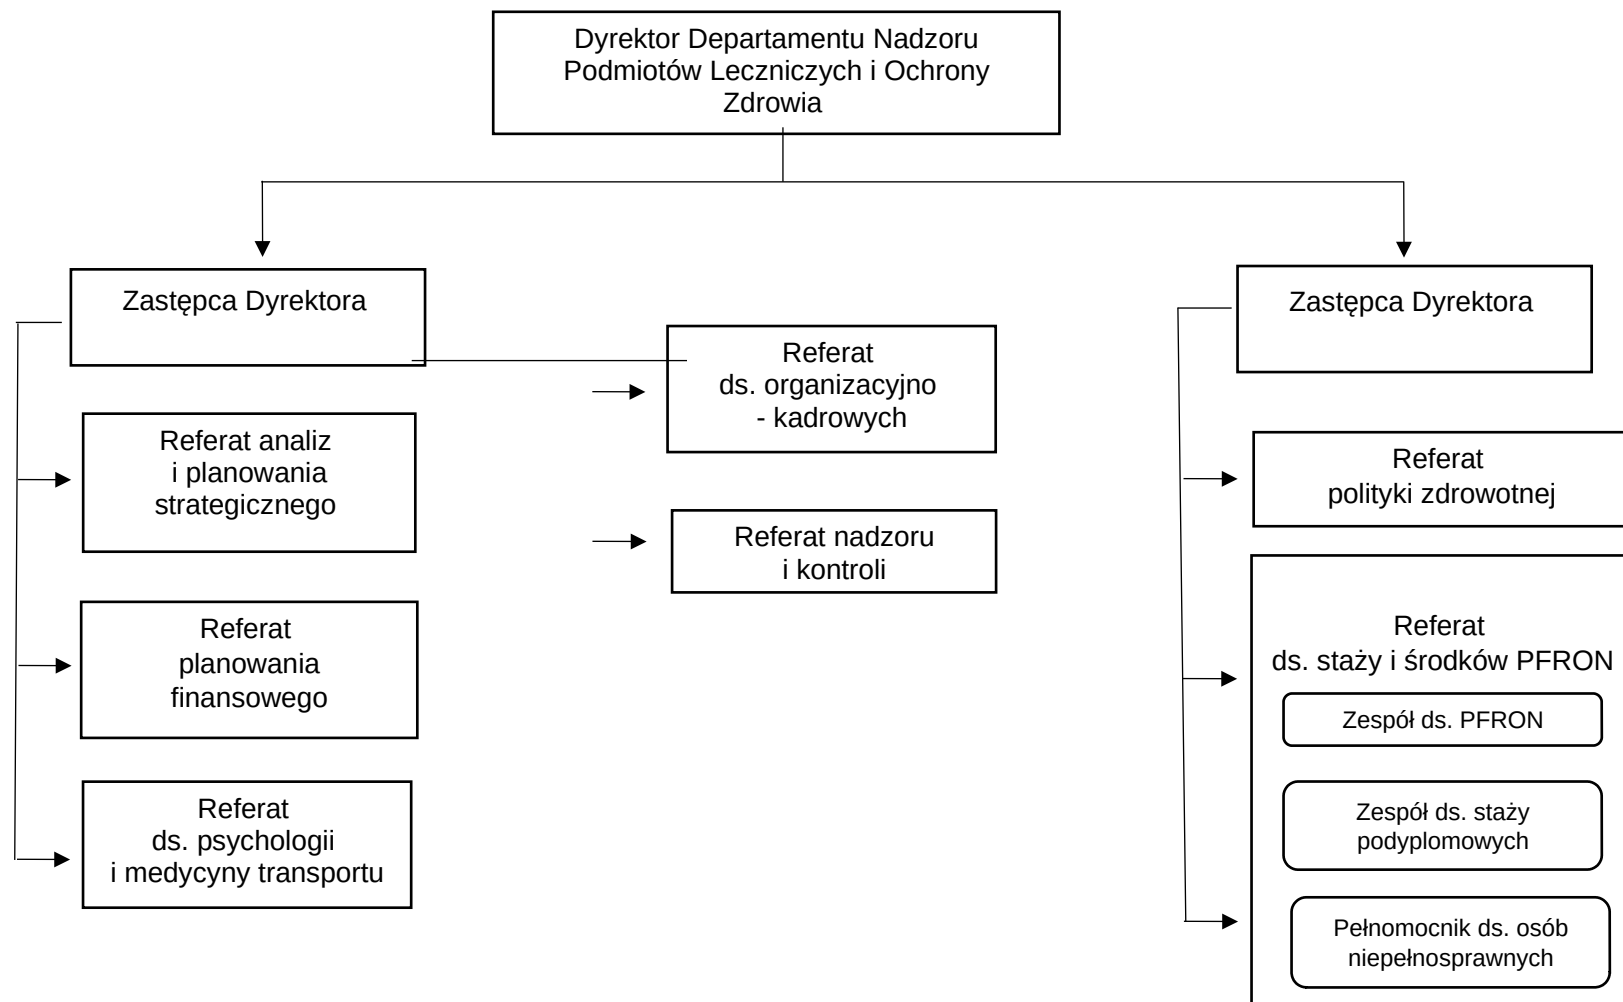 Dyrektor Departamentu Nadzoru
Podmiotów Leczniczych i Ochrony
Zdrowia
Zastępca Dyrektora
Referat analiz
i planowania
strategicznego
Referat
planowania
finansowego
Referat
ds. psychologii
i medycyny transportu
Referat
ds. organizacyjno
- kadrowych
Referat nadzoru
i kontroli
Zastępca Dyrektora
Referat
polityki zdrowotnej
Referat
ds. staży i środków PFRON
Zespół ds. PFRON
Zespół ds. staży
podyplomowych
Pełnomocnik ds. osób
niepełnosprawnych